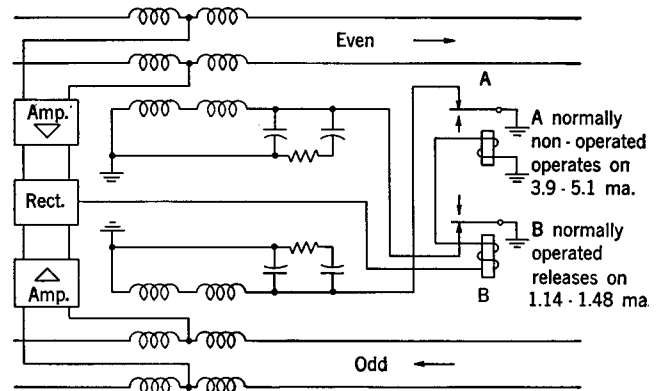 Even
A
Amp.
A normally
non-operated
operates on
3.9 - 5.1 ma.
Rect.
B normally
operated
releases on
1.14 - 1.48 ma.
Amp.
B
Odd